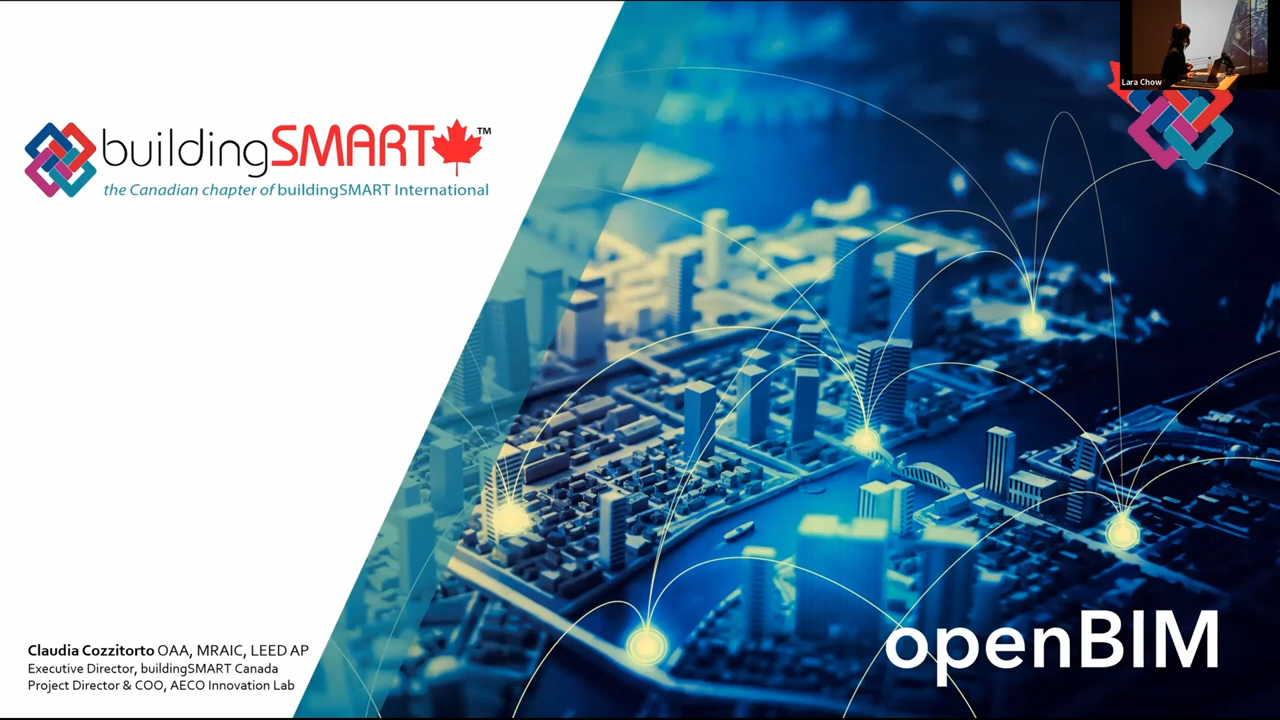 Lara Chow
buildingSMART™
the Canadian chapter of buildingSMART International
openBIM
Claudia Cozzitorto OAA, MRAIC, LEED AP
Executive Director, buildingSMART Canada
Project Director & COO, AECO Innovation Lab